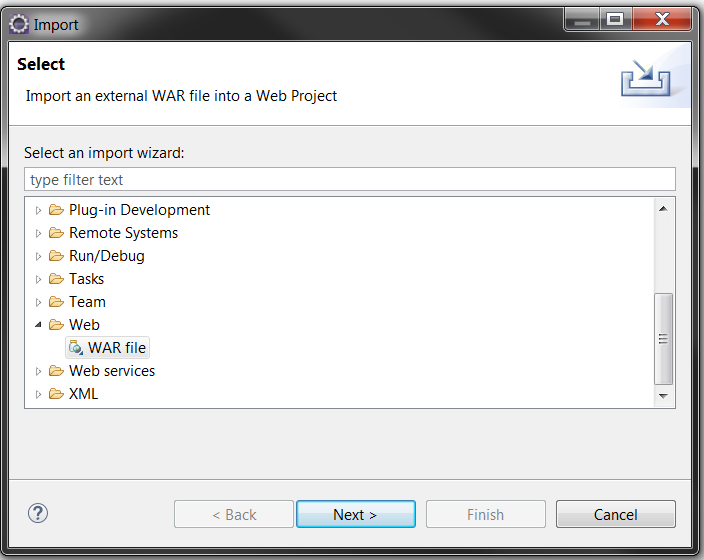 Import
Select
Import an external WAR file into a Web Project
Select an import wizard:
type filter text
Plug-in Development
Remote Systems
Run/Debug
Tasks
Team
Web
WAR file
Web services
XML
? < Back Next > Finish Cancel